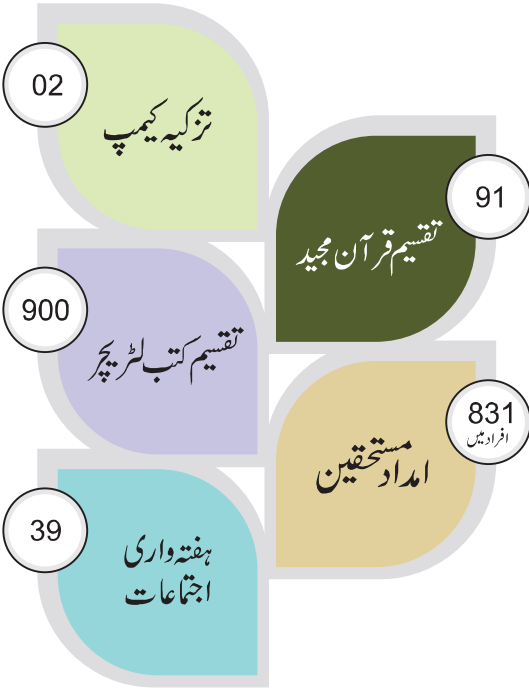 02
تزکیہ کیمپ
91
تقسیم قرآن مجید
900
تقسیم کتب لٹریچر
831
افراد میں
امداد مستحقین
39
ہفتہ واری
اجتماعات